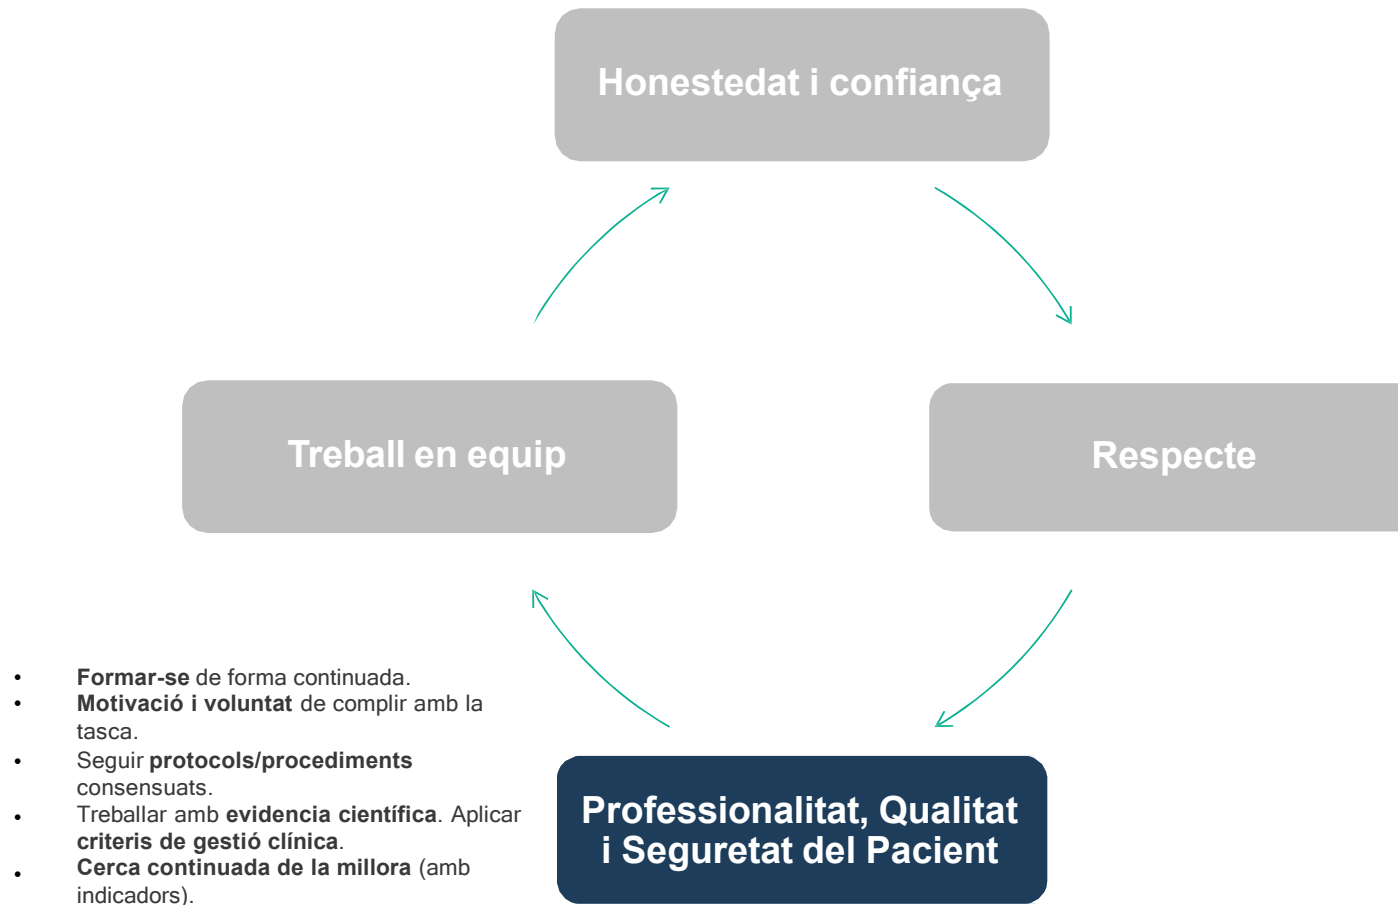 Honestedat i confiança
Treball en equip
Respecte
• Formar-se de forma continuada.
• Motivació i voluntat de complir amb la
tasca.
• Seguir protocols/procediments
consensuats.
• Treballar amb evidencia científica. Aplicar
criteris de gestió clínica.
• Cerca continuada de la millora (amb
indicadors).
Professionalitat, Qualitat
i Seguretat del Pacient